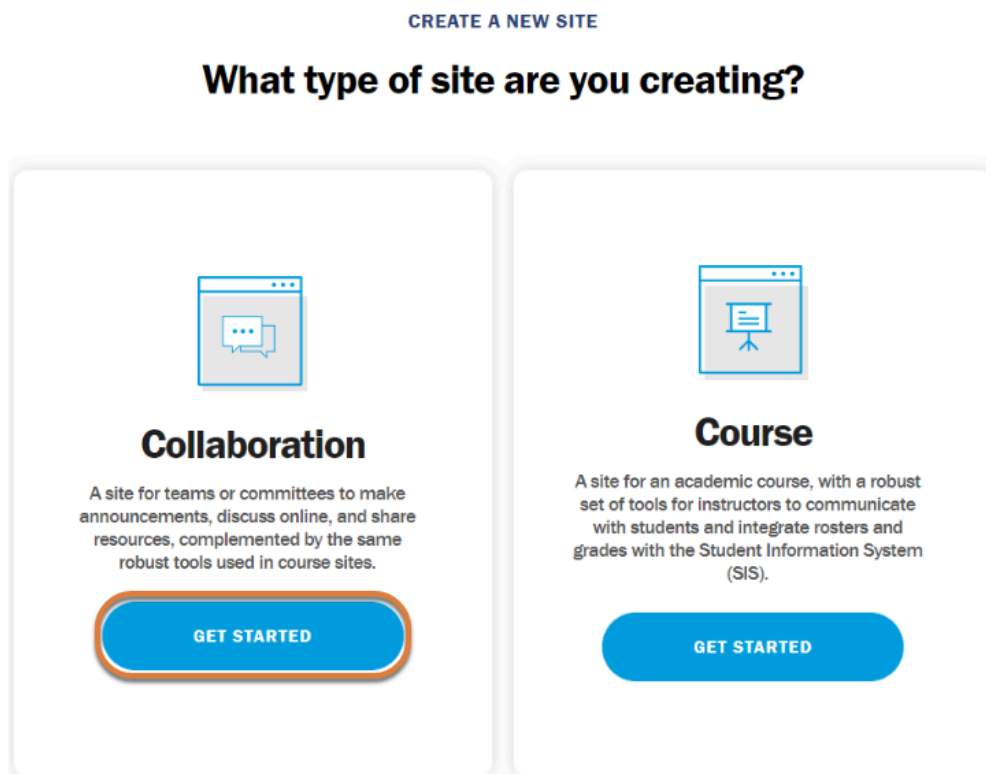 CREATE A NEW SITE
What type of site are you creating?
Collaboration
A site for teams or committees to make
announcements, discuss online, and share
resources, complemented by the same
robust tools used in course sites.
GET STARTED
Course
A site for an academic course, with a robust
set of tools for instructors to communicate
with students and integrate rosters and
grades with the Student Information System
(SIS).
GET STARTED